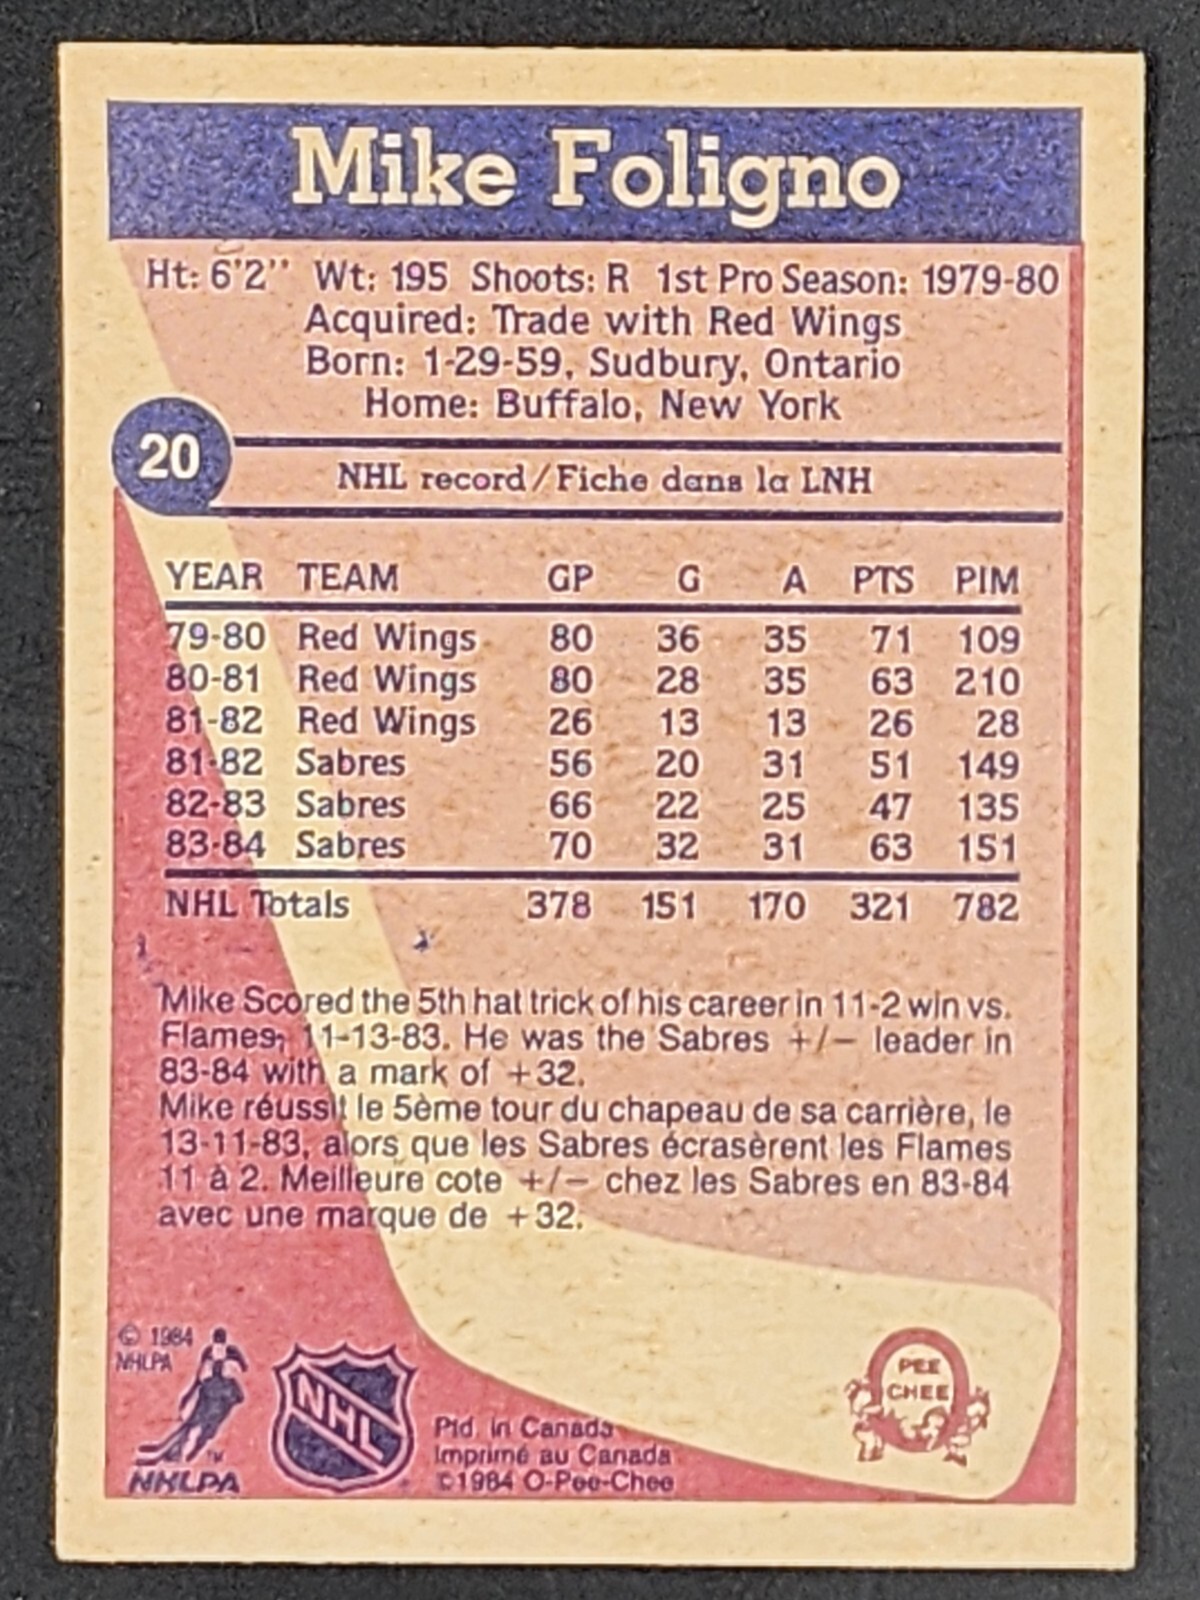 Mike Foligno
Ht: 6'2" Wt: 195 Shoots: R 1st Pro Season: 1979-80
Acquired: Trade with Red Wings
Born: 1-29-59, Sudbury, Ontario
Home: Buffalo, New York
20
NHL record/Fiche dans la LNH
YEAR TEAM GP G A PTS PIM
79-80 Red Wings 80 36 35 71 109
80-81 Red Wings 80 28 35 63 210
81-82 Red Wings 26 13 13 26 28
81-82 Sabres 56 20 31 51 149
82-83 Sabres 66 22 25 47 135
83-84 Sabres 70 32 31 63 151
NHL Totals 378 151 170 321 782
Mike Scored the 5th hat trick of his career in 11-2 win vs.
Flames, 11-13-83. He was the Sabres +/− leader in
83-84 with a mark of +32.
Mike réussit le 5ème tour du chapeau de sa carrière, le
13-11-83, alors que les Sabres écrasèrent les Flames
11 à 2. Meilleure cote +/− chez les Sabres en 83-84
avec une marque de +32.
© 1984
NHLPA
NHLPA
TM
NHL
Ptd. in Canada
Imprimé au Canada
©1984 O-Pee-Chee
PEE
CHEE